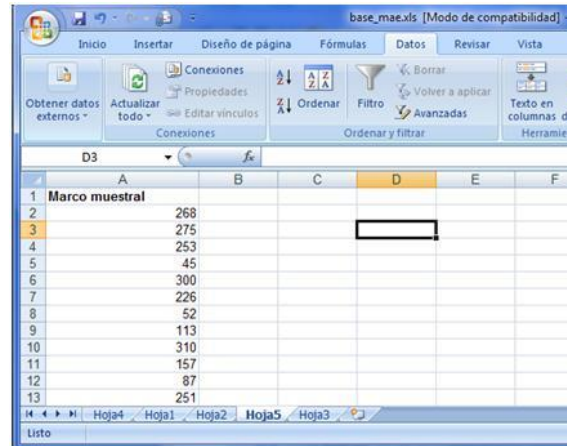 base_mae.xls [Modo de compatibilidad] -
Inicio Insertar Diseño de página Fórmulas Datos Revisar Vista
Obtener datos externos
Actualizar todo
Conexiones
Propiedades
Editar vínculos
Conexiones
Ordenar
Filtro
Borrar
Volver a aplicar
Avanzadas
Ordenar y filtrar
Texto en columnas
Herramie
D3 fx
A B C D E F
1 Marco muestral
2 268
3 275
4 253
5 45
6 300
7 226
8 52
9 113
10 310
11 157
12 87
13 251
Hoja4 Hoja1 Hoja2 Hoja5 Hoja3
Listo